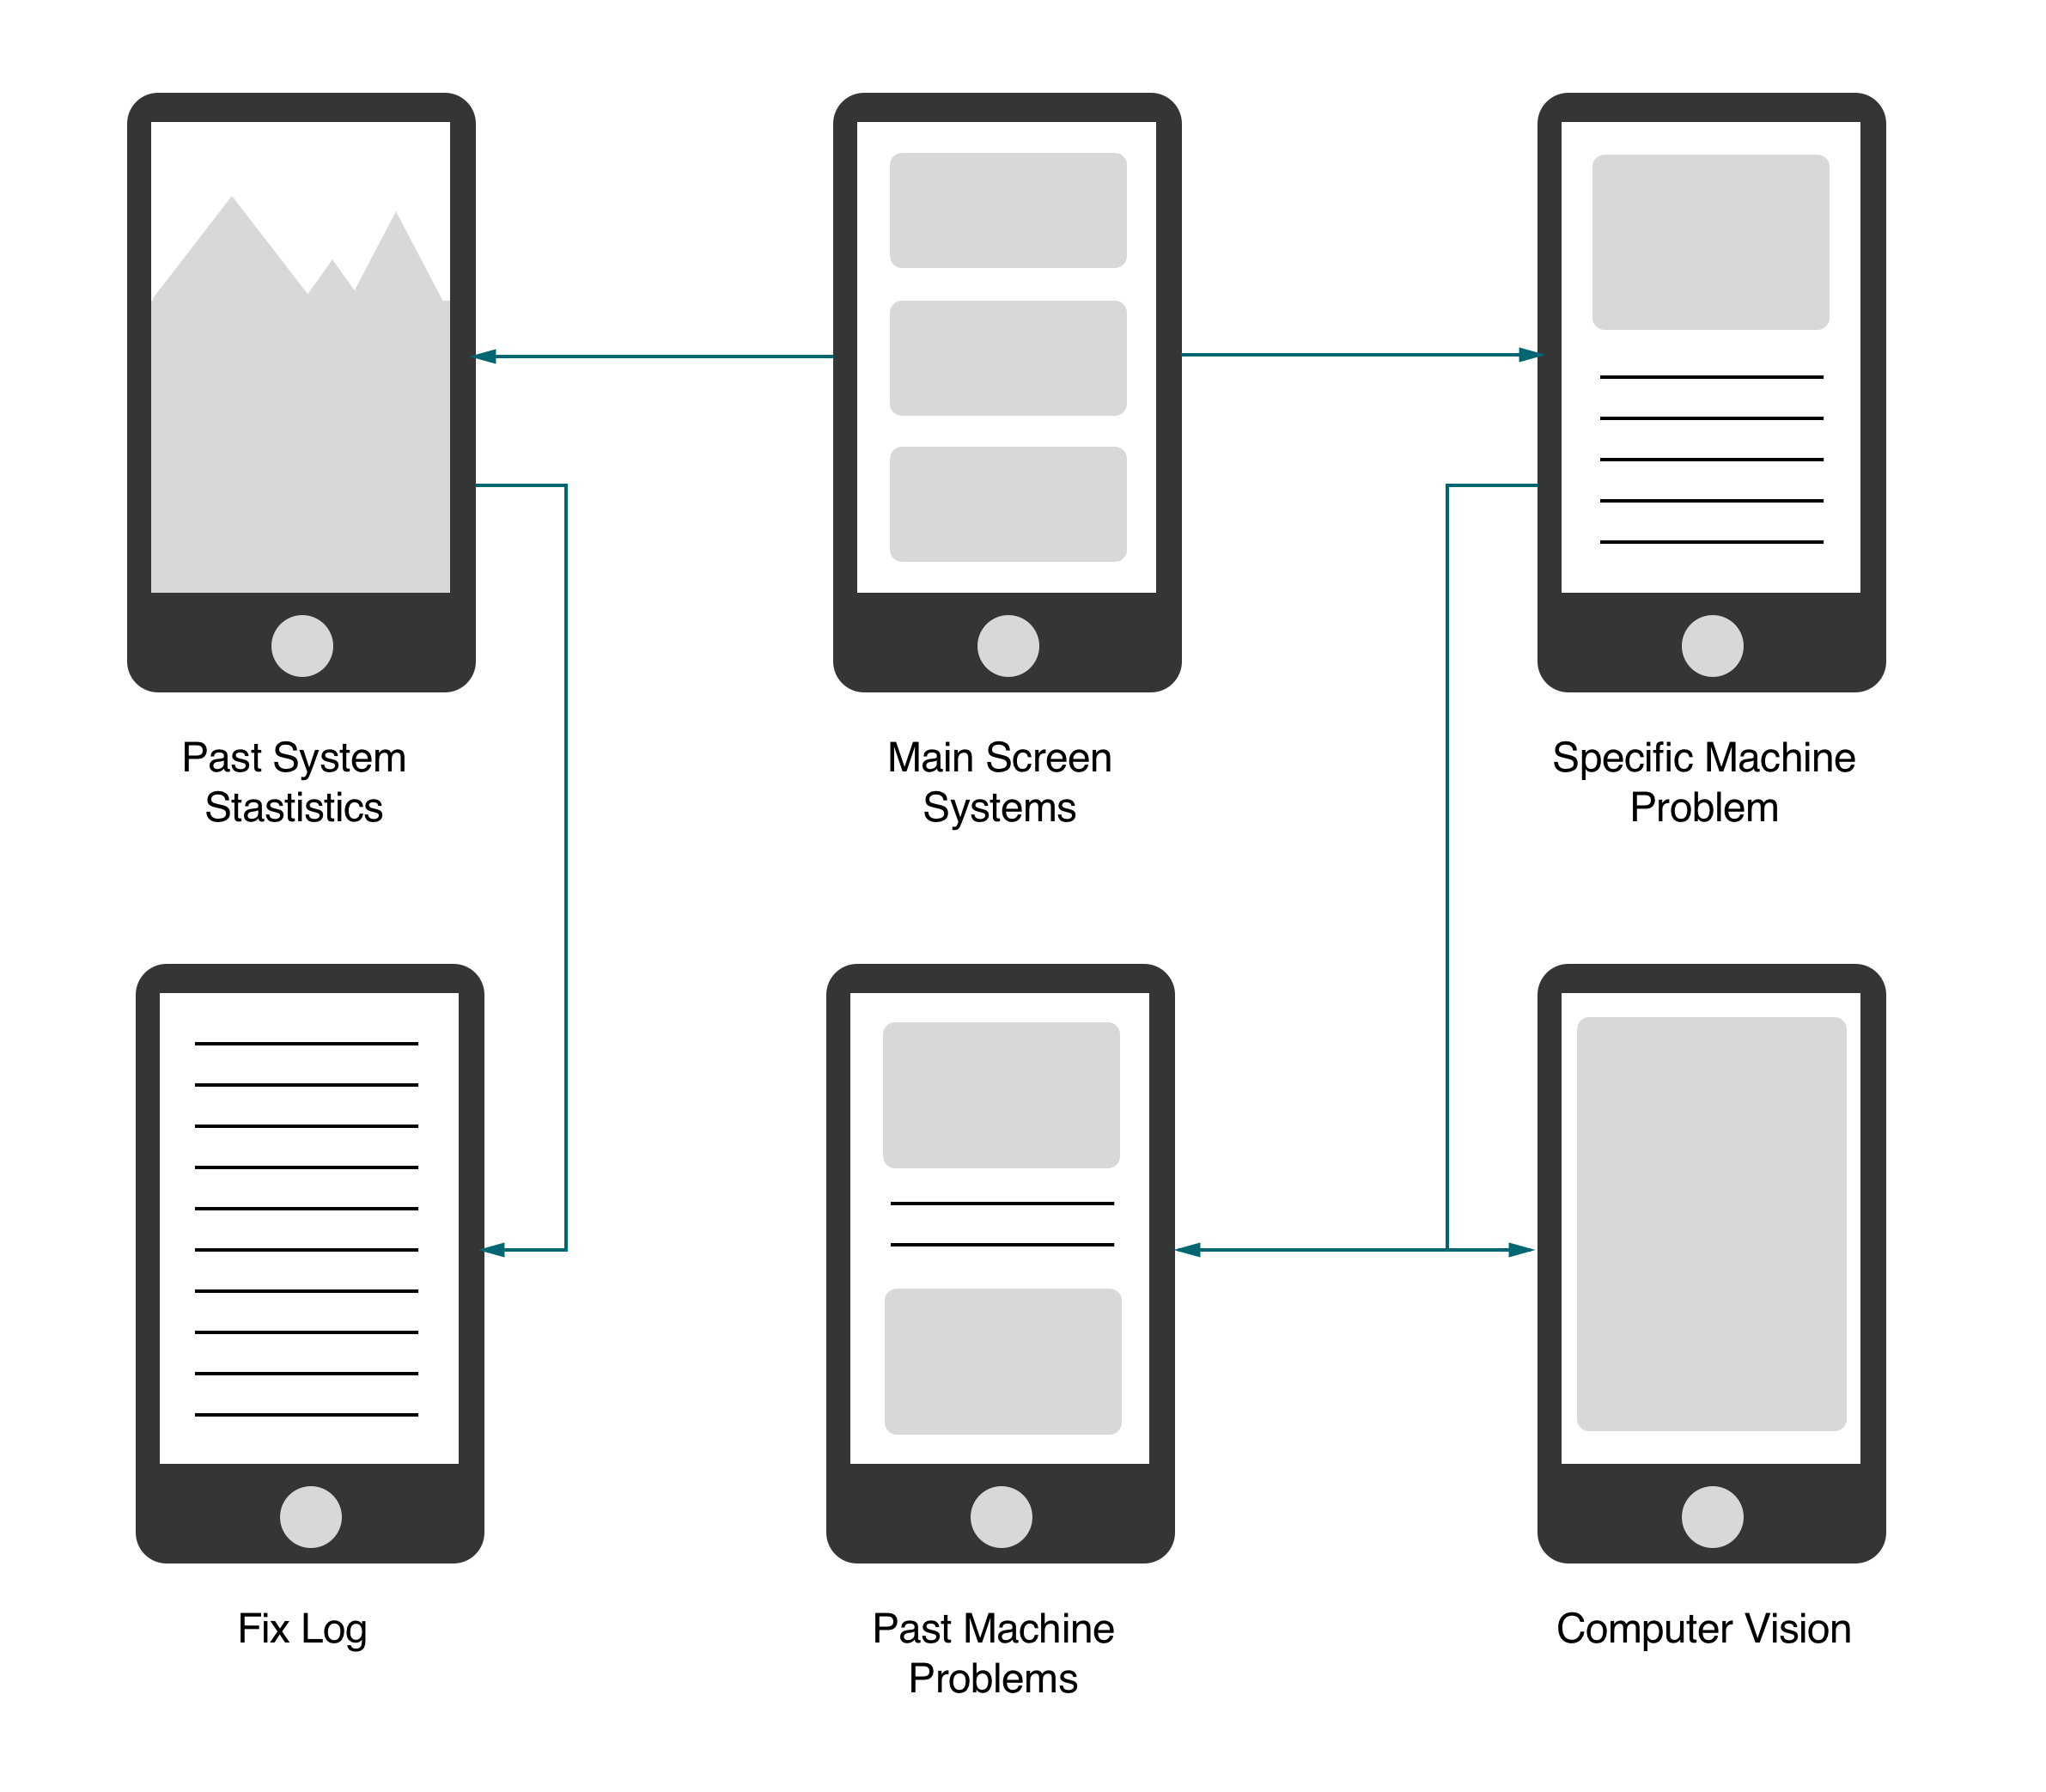 Past System
Stastistics
Main Screen
Systems
Specific Machine
Problem
Fix Log
Past Machine
Problems
Computer Vision